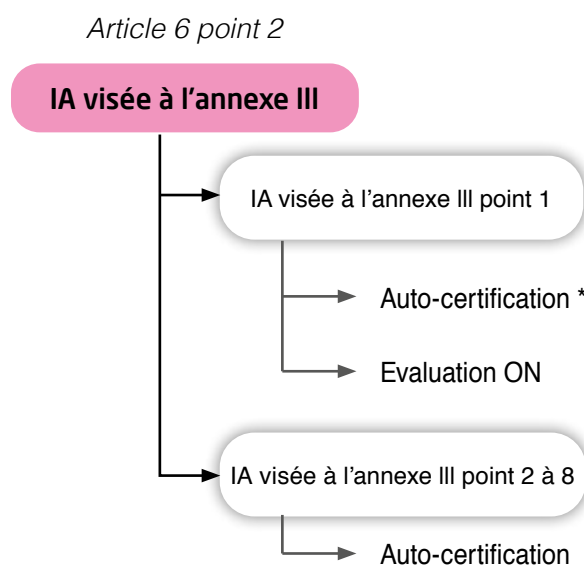 Article 6 point 2
IA visée à l'annexe III
IA visée à l'annexe III point 1
Auto-certification *
Evaluation ON
IA visée à l'annexe III point 2 à 8
Auto-certification